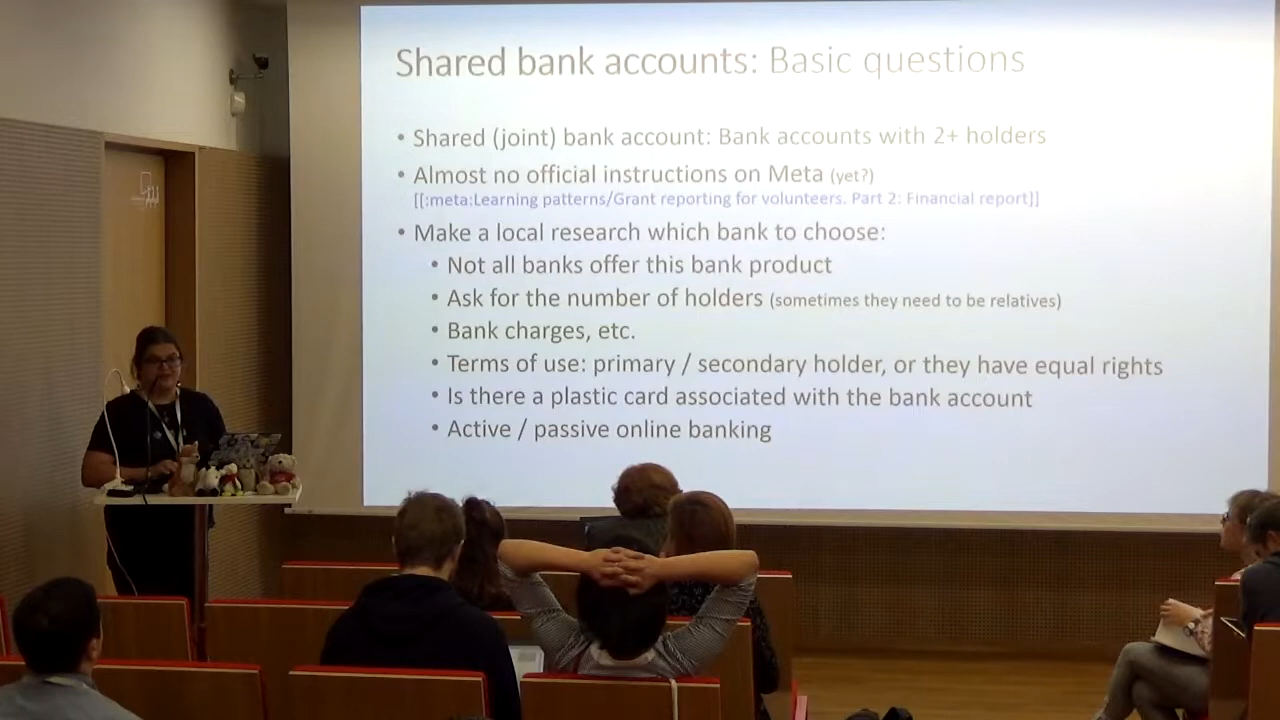 Shared bank accounts: Basic questions
• Shared (joint) bank account: Bank accounts with 2+ holders
• Almost no official instructions on Meta (yet?)
[[:meta:Learning patterns/Grant reporting for volunteers. Part 2: Financial report]]
• Make a local research which bank to choose:
• Not all banks offer this bank product
• Ask for the number of holders (sometimes they need to be relatives)
• Bank charges, etc.
• Terms of use: primary / secondary holder, or they have equal rights
• Is there a plastic card associated with the bank account
• Active / passive online banking